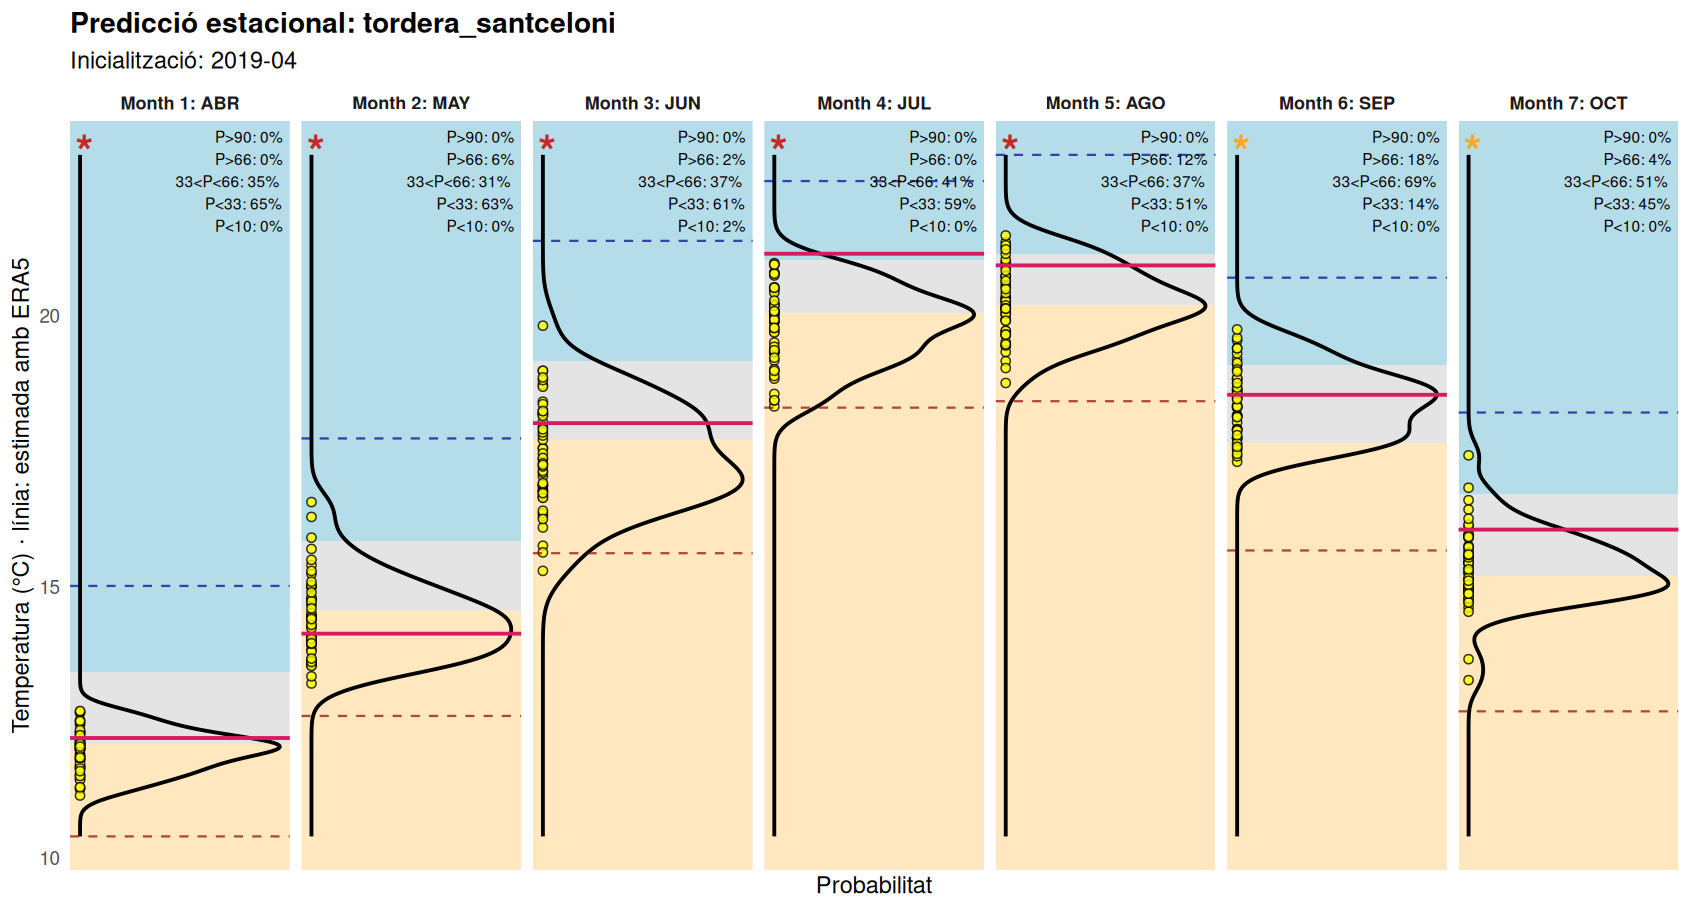 Predicció estacional: tordera_santceloni
Inicialització: 2019-04
Month 1: ABR
Month 2: MAY
Month 3: JUN
Month 4: JUL
Month 5: AGO
Month 6: SEP
Month 7: OCT
*
P>90: 0%
P>66: 0%
33<P<66: 35%
P<33: 65%
P<10: 0%
*
P>90: 0%
P>66: 6%
33<P<66: 31%
P<33: 63%
P<10: 0%
*
P>90: 0%
P>66: 2%
33<P<66: 37%
P<33: 61%
P<10: 2%
*
P>90: 0%
P>66: 0%
33<P<66: 41%
P<33: 59%
P<10: 0%
*
P>90: 0%
P>66: 12%
33<P<66: 37%
P<33: 51%
P<10: 0%
*
P>90: 0%
P>66: 18%
33<P<66: 69%
P<33: 14%
P<10: 0%
*
P>90: 0%
P>66: 4%
33<P<66: 51%
P<33: 45%
P<10: 0%
Temperatura (°C) · línia: estimada amb ERA5
20
15
10
Probabilitat